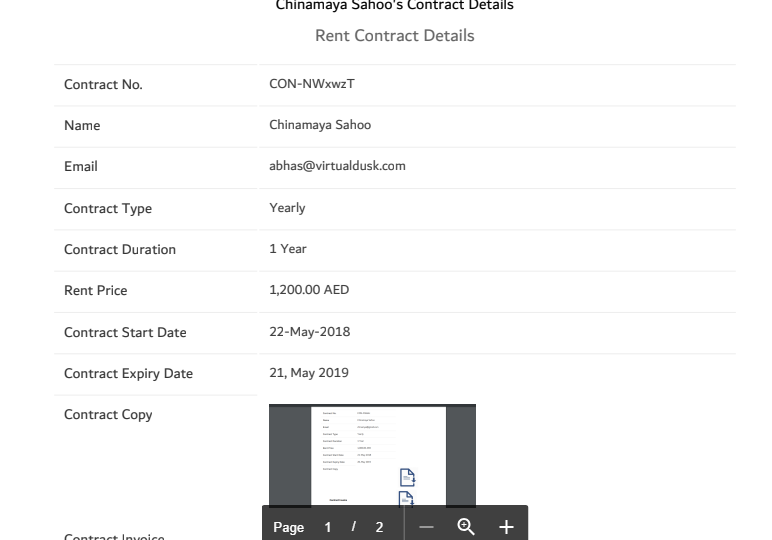 Chinamaya Sahoo's Contract Details
Rent Contract Details
Contract No. CON-NWxwzT
Name Chinamaya Sahoo
Email abhas@virtualdusk.com
Contract Type Yearly
Contract Duration 1 Year
Rent Price 1,200.00 AED
Contract Start Date 22-May-2018
Contract Expiry Date 21, May 2019
Contract Copy
Page 1 / 2
Contract Invoice